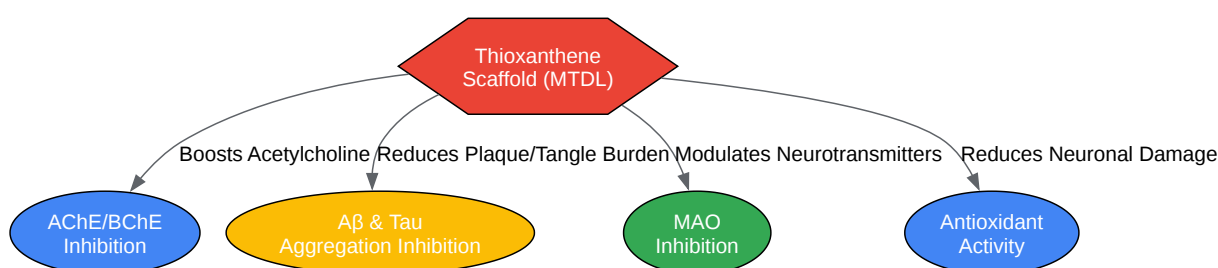 Thioxanthene
Scaffold (MTDL)
Boosts Acetylcholine
Reduces Plaque/Tangle Burden
Modulates Neurotransmitters
Reduces Neuronal Damage
AChE/BChE
Inhibition
Aβ & Tau
Aggregation Inhibition
MAO
Inhibition
Antioxidant
Activity